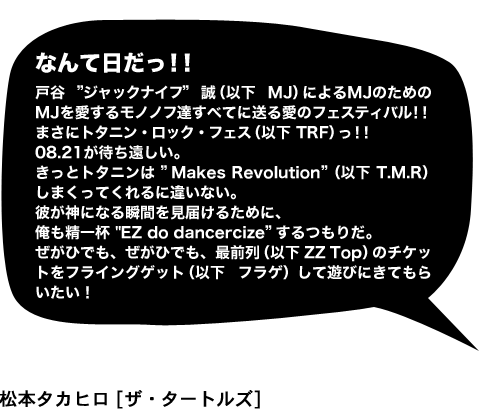 なんて日だっ!!
戸谷 ”ジャックナイフ” 誠（以下 MJ）によるMJのための
MJを愛するモノノフ達すべてに送る愛のフェスティバル!!
まさにトタニン・ロック・フェス（以下 TRF）っ!!
08.21が待ち遠しい。
きっとトタニンは ” Makes Revolution”（以下 T.M.R）
しまくってくれるに違いない。
彼が神になる瞬間を見届けるために、
俺も精一杯 "EZ do dancercize” するつもりだ。
ぜがひでも、ぜがひでも、最前列（以下 ZZ Top）のチケッ
トをフライングゲット（以下 フラゲ）して遊びにきてもら
いたい！
松本タカヒロ［ザ・タートルズ］